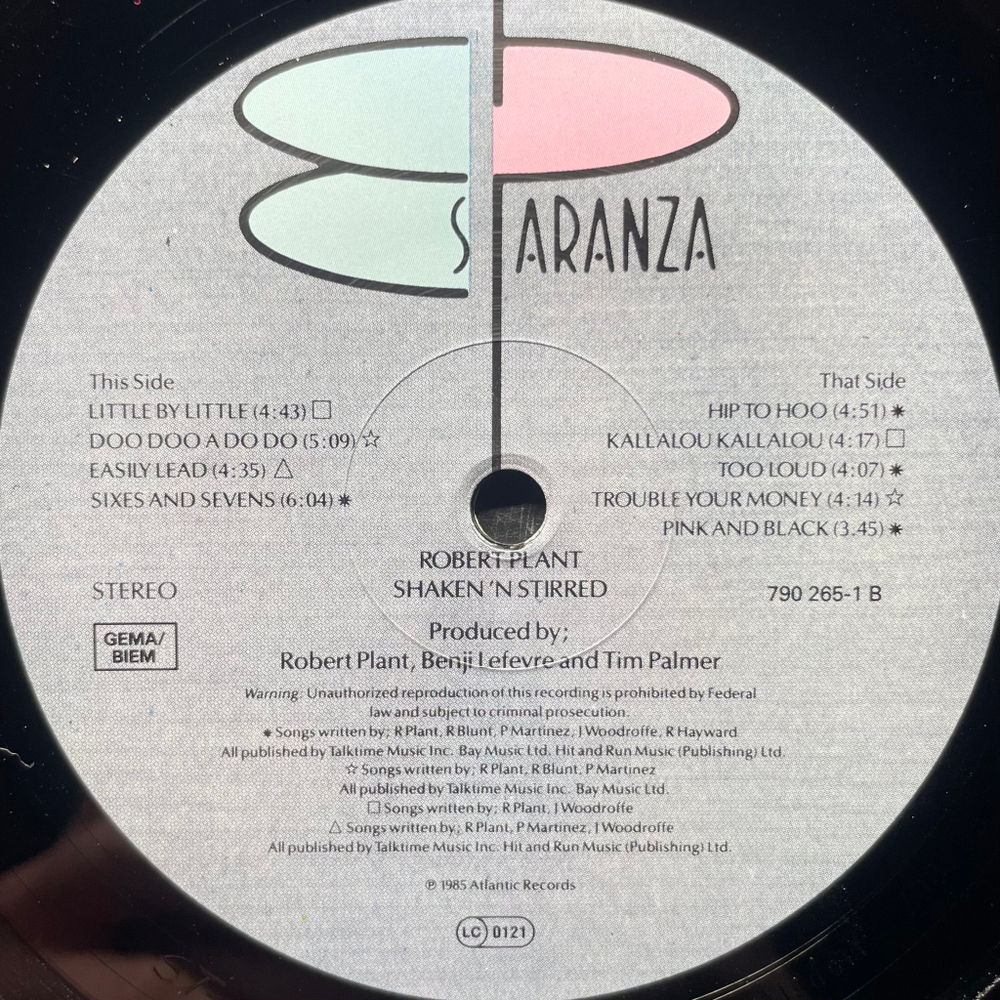 ES PARANZA
This Side
LITTLE BY LITTLE (4:43) □
DOO DOO A DO DO (5:09) ☆
EASILY LEAD (4:35) △
SIXES AND SEVENS (6:04) ✷
That Side
HIP TO HOO (4:51) ✷
KALLALOU KALLALOU (4:17) □
TOO LOUD (4:07) ✷
TROUBLE YOUR MONEY (4:14) ☆
PINK AND BLACK (3.45) ✷
ROBERT PLANT
SHAKEN 'N STIRRED
STEREO
790 265-1 B
GEMA/
BIEM
Produced by;
Robert Plant, Benji Lefevre and Tim Palmer
Warning: Unauthorized reproduction of this recording is prohibited by Federal
law and subject to criminal prosecution.
✷ Songs written by; R Plant, R Blunt, P Martinez, J Woodroffe, R Hayward
All published by Talktime Music Inc. Bay Music Ltd. Hit and Run Music (Publishing) Ltd.
☆ Songs written by; R Plant, R Blunt, P Martinez
All published by Talktime Music Inc. Bay Music Ltd.
□ Songs written by; R Plant, J Woodroffe
△ Songs written by; R Plant, P Martinez, J Woodroffe
All published by Talktime Music Inc. Hit and Run Music (Publishing) Ltd.
℗ 1985 Atlantic Records
LC 0121